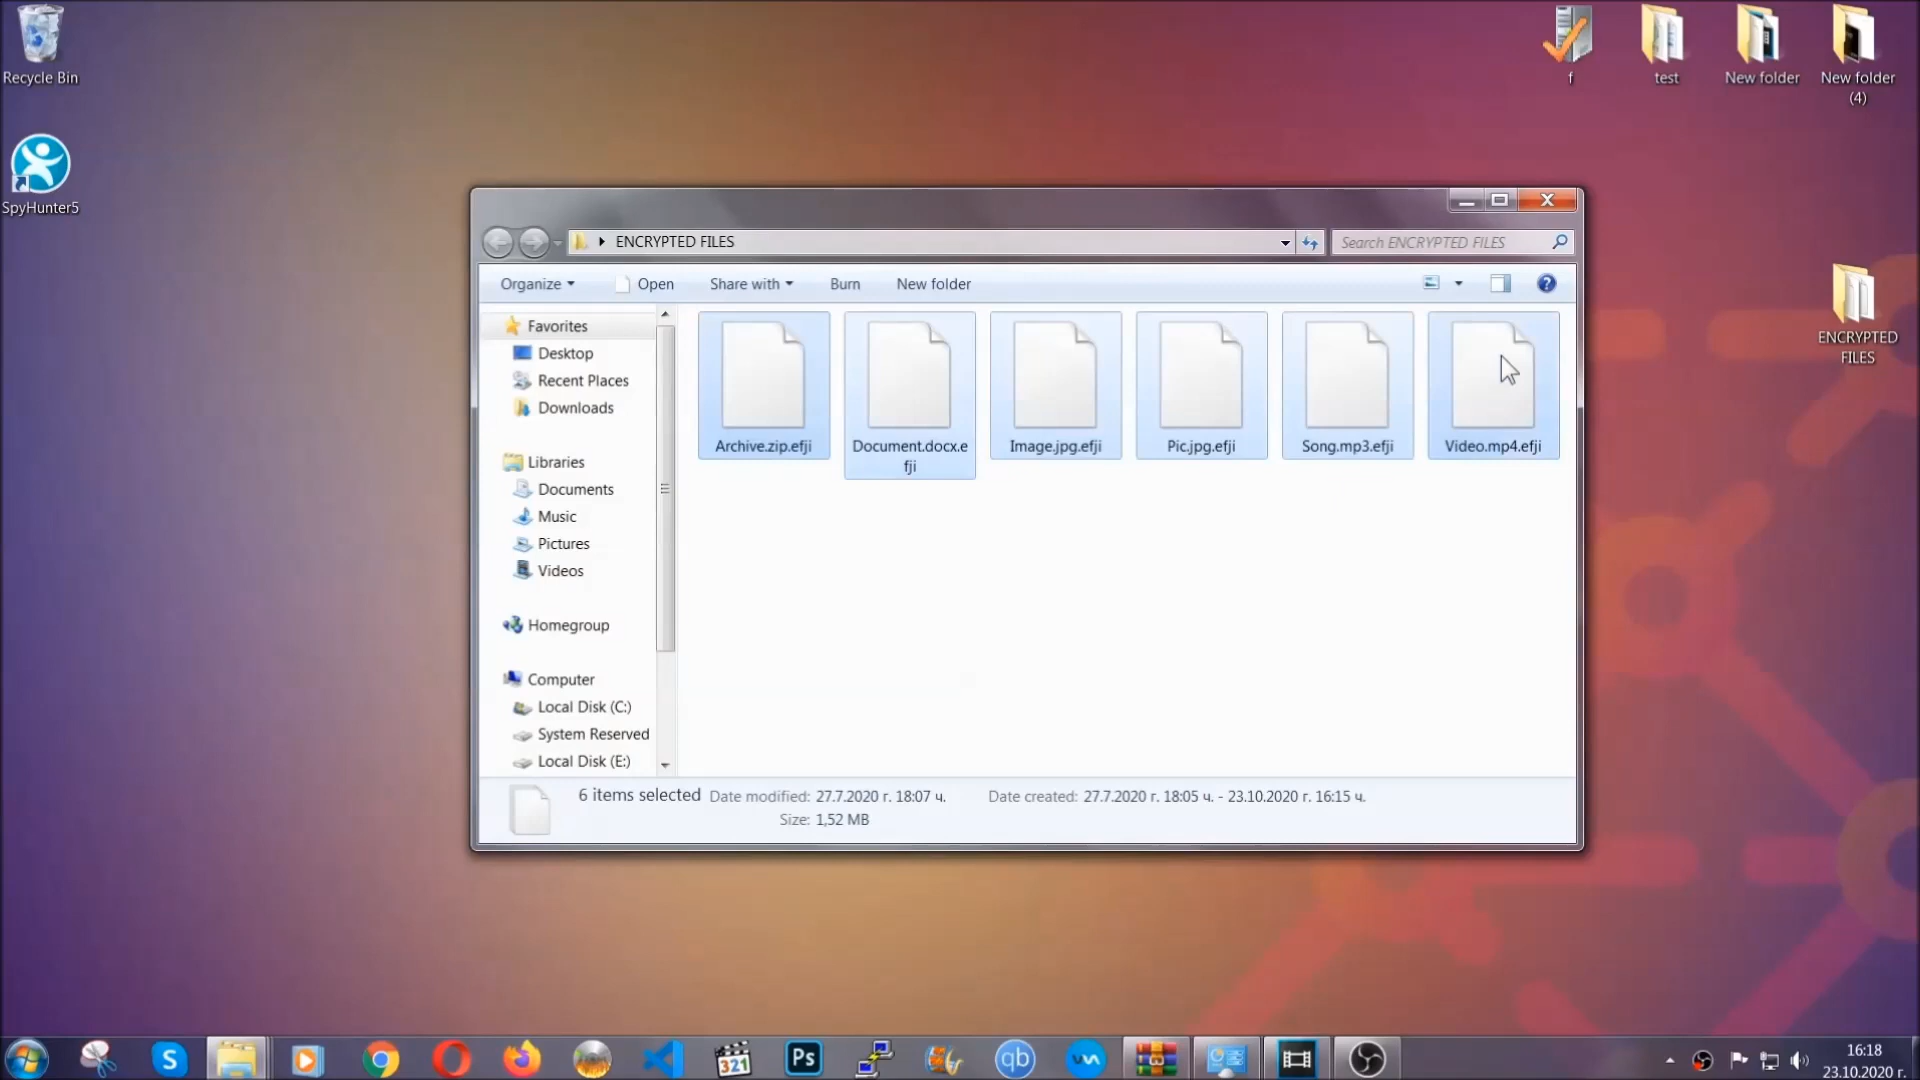 Recycle Bin
SpyHunter5
f
test
New folder
New folder
(4)
ENCRYPTED
FILES
ENCRYPTED FILES
Search ENCRYPTED FILES
Organize
Open
Share with
Burn
New folder
Favorites
Desktop
Recent Places
Downloads
Libraries
Documents
Music
Pictures
Videos
Homegroup
Computer
Local Disk (C:)
System Reserved
Local Disk (E:)
Archive.zip.efji
Document.docx.e
fji
Image.jpg.efji
Pic.jpg.efji
Song.mp3.efji
Video.mp4.efji
6 items selected Date modified: 27.7.2020 г. 18:07 ч. Date created: 27.7.2020 г. 18:05 ч. - 23.10.2020 г. 16:15 ч.
Size: 1,52 MB
S
321
Ps
qb
16:18
23.10.2020 г.